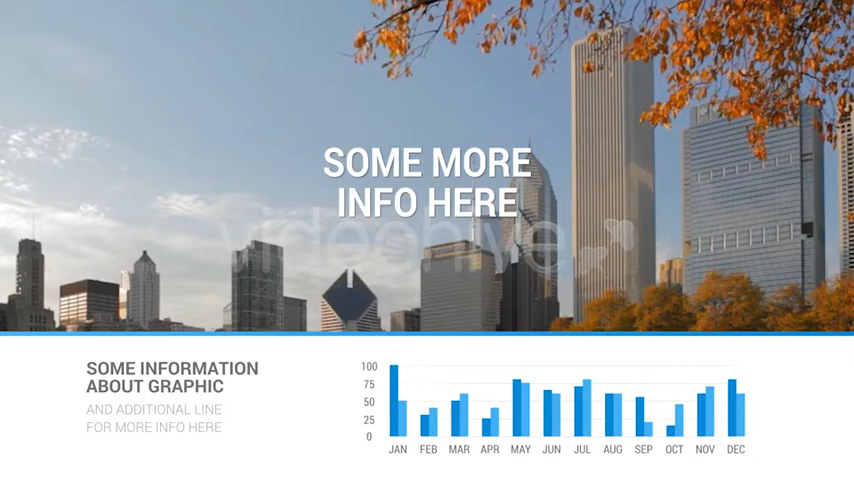 SOME MORE
INFO HERE
videohive
SOME INFORMATION
ABOUT GRAPHIC
AND ADDITIONAL LINE
FOR MORE INFO HERE
100
75
50
25
0
JAN FEB MAR APR MAY JUN JUL AUG SEP OCT NOV DEC